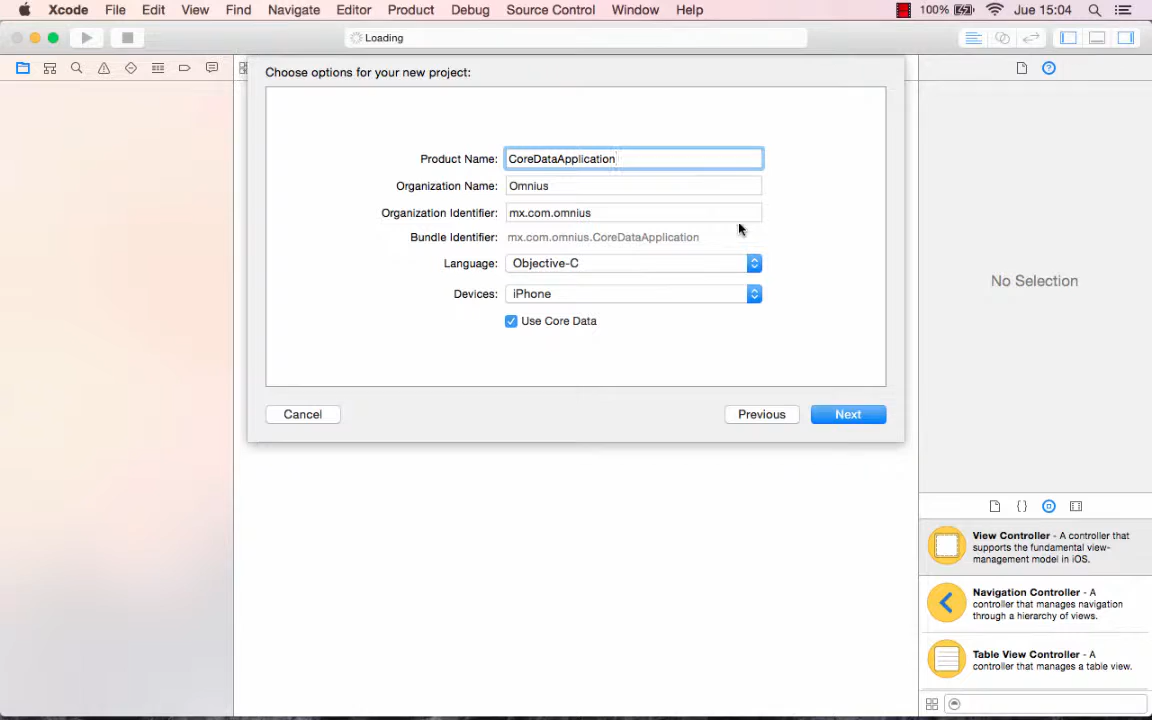 Xcode File Edit View Find Navigate Editor Product Debug Source Control Window Help 100% Jue 15:04
Loading
Choose options for your new project:
Product Name: CoreDataApplication
Organization Name: Omnius
Organization Identifier: mx.com.omnius
Bundle Identifier: mx.com.omnius.CoreDataApplication
Language: Objective-C
Devices: iPhone
Use Core Data
Cancel Previous Next
No Selection
View Controller - A controller that
supports the fundamental view-
management model in iOS.
Navigation Controller - A
controller that manages navigation
through a hierarchy of views.
Table View Controller - A
controller that manages a table view.